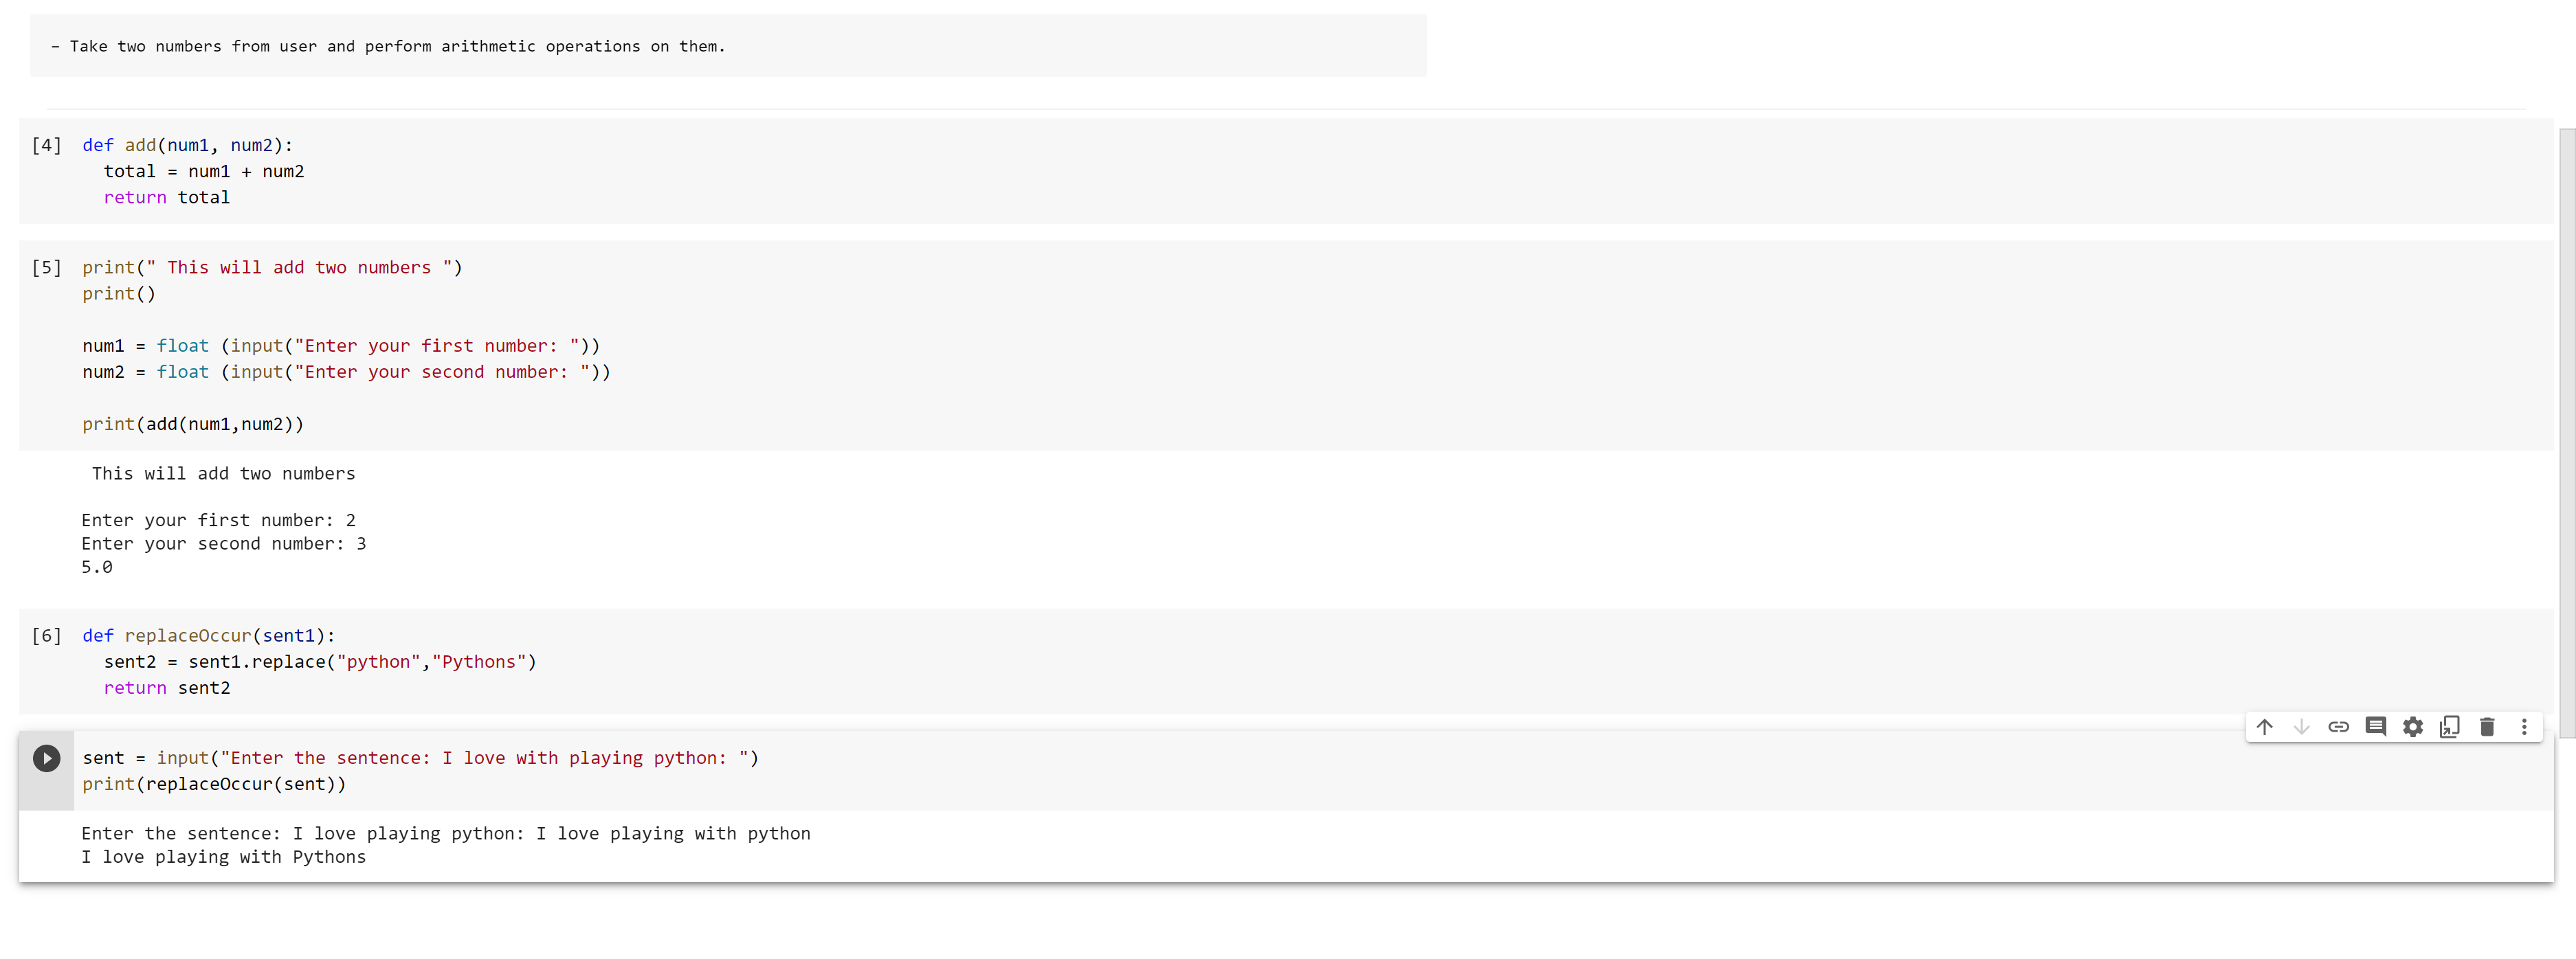 – Take two numbers from user and perform arithmetic operations on them.
[4] def add(num1, num2):
total = num1 + num2
return total
[5] print(" This will add two numbers ")
print()
num1 = float (input("Enter your first number: "))
num2 = float (input("Enter your second number: "))
print(add(num1,num2))
This will add two numbers
Enter your first number: 2
Enter your second number: 3
5.0
[6] def replaceOccur(sent1):
sent2 = sent1.replace("python","Pythons")
return sent2
sent = input("Enter the sentence: I love with playing python: ")
print(replaceOccur(sent))
Enter the sentence: I love playing python: I love playing with python
I love playing with Pythons